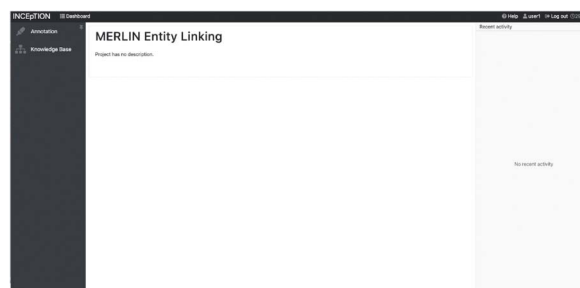 INCEpTION Dashboard Help user1 Log out
Annotation
Knowledge Base
MERLIN Entity Linking
Project has no description.
Recent activity
No recent activity